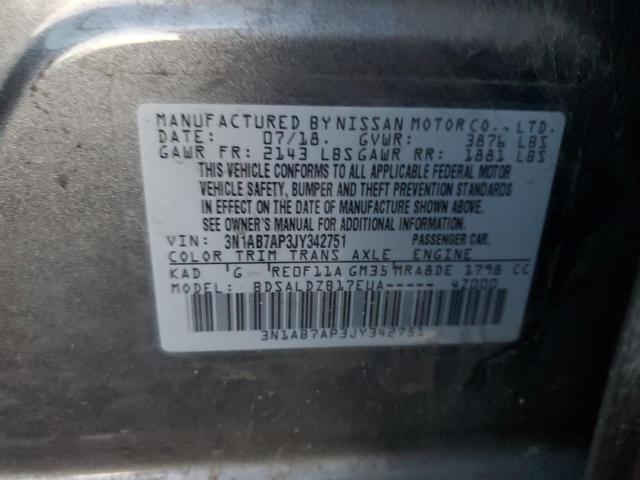 MANUFACTURED BY NISSAN MOTOR CO., LTD.
DATE: 07/18. GVWR: 3876 LBS
GAWR FR: 2143 LBS GAWR RR: 1881 LBS
THIS VEHICLE CONFORMS TO ALL APPLICABLE FEDERAL MOTOR
VEHICLE SAFETY, BUMPER AND THEFT PREVENTION STANDARDS
IN EFFECT ON THE DATE OF MANUFACTURE SHOWN ABOVE.
SEE OWNER'S MANUAL FOR ADDITIONAL INFORMATION.
VIN: 3N1AB7AP3JY342751 PASSENGER CAR.
COLOR TRIM TRANS AXLE ENGINE
KAD G RE0F11A GM35 MRA8DE 1798 CC
MODEL: BDSALDZB17EUA----- 4Z000
3N1AB7AP3JY342751